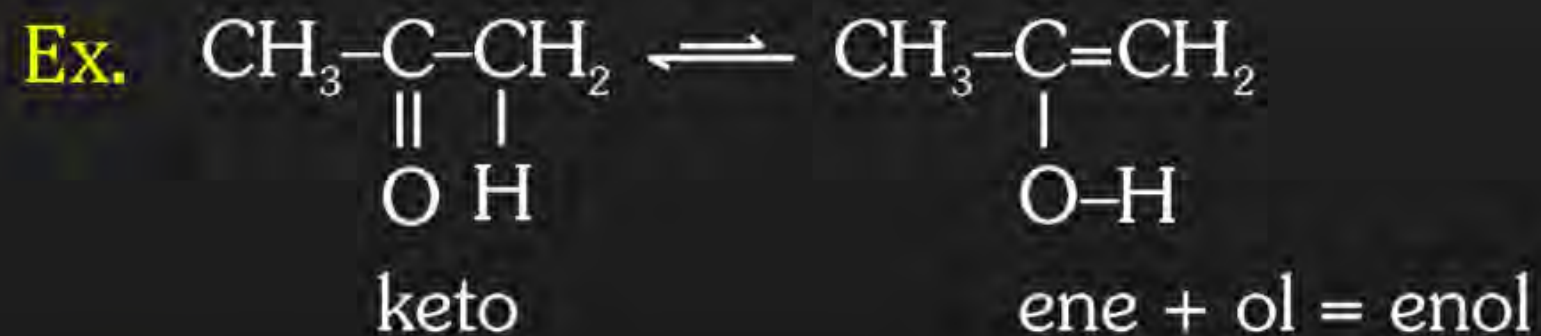 Ex. CH₃–C–CH₂ ⇌ CH₃–C=CH₂
|| | |
O H O–H
keto ene + ol = enol